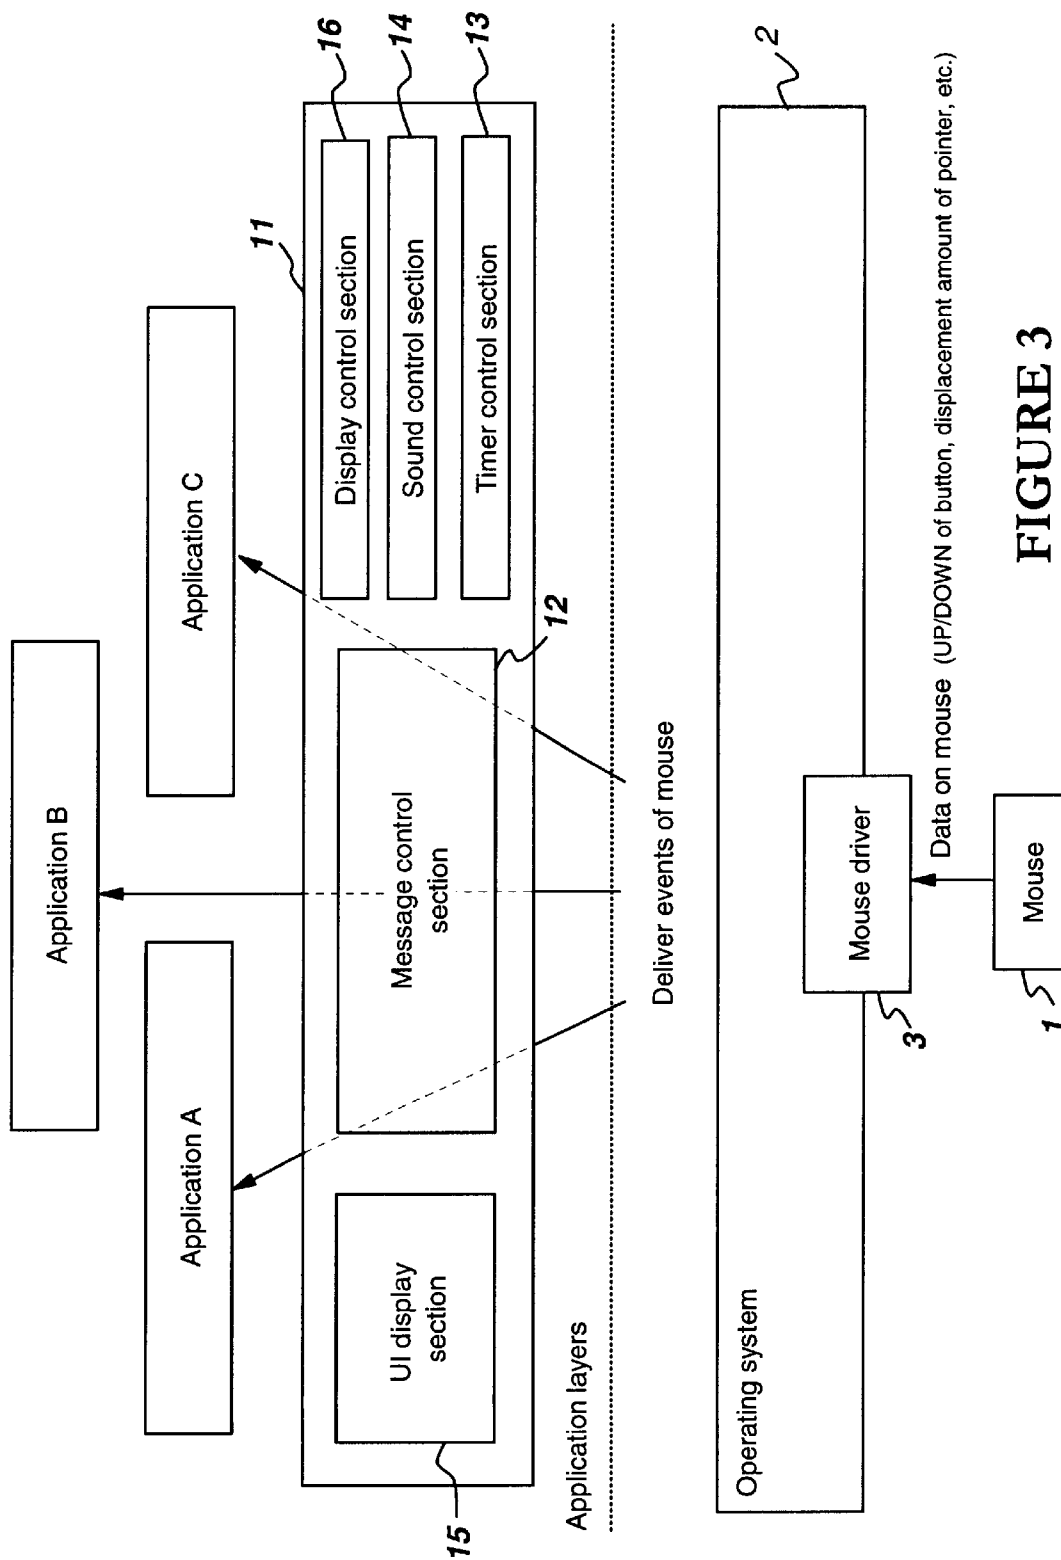 Application B
Application A
Application C
11
16
14
13
UI display
section
Message control
section
Display control section
Sound control section
Timer control section
15
12
Application layers
Deliver events of mouse
Operating system
2
Mouse driver
3
Data on mouse (UP/DOWN of button, displacement amount of pointer, etc.)
Mouse
1
FIGURE 3